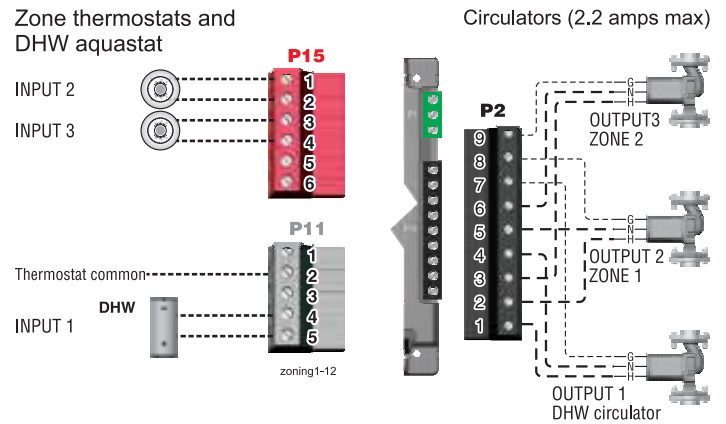 Zone thermostats and
DHW aquastat
Circulators (2.2 amps max)
P15
INPUT 2
INPUT 3
1
2
3
4
5
6
P11
Thermostat common
DHW
INPUT 1
1
2
3
4
5
zoning1-12
P2
9
8
7
6
5
4
3
2
1
G
N
H
OUTPUT3
ZONE 2
G
N
H
OUTPUT 2
ZONE 1
G
N
H
OUTPUT 1
DHW circulator